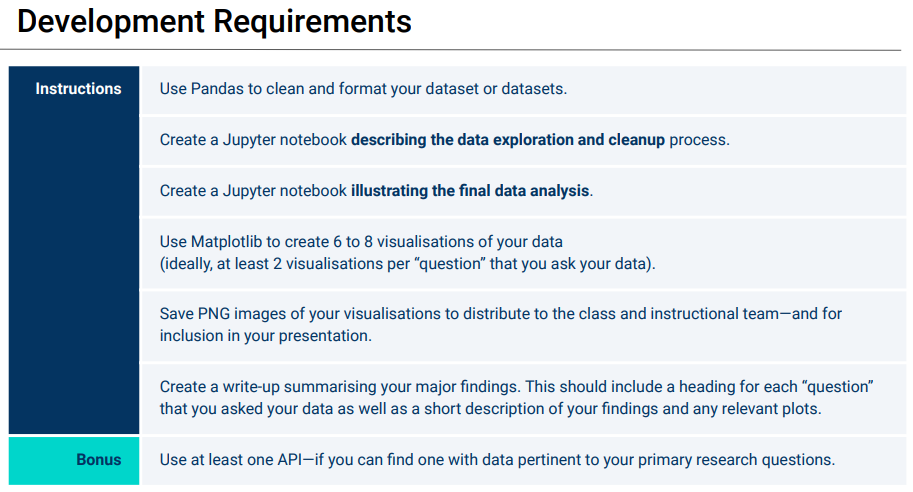 Development Requirements
Instructions
Use Pandas to clean and format your dataset or datasets.
Create a Jupyter notebook describing the data exploration and cleanup process.
Create a Jupyter notebook illustrating the final data analysis.
Use Matplotlib to create 6 to 8 visualisations of your data
(ideally, at least 2 visualisations per “question” that you ask your data).
Save PNG images of your visualisations to distribute to the class and instructional team—and for
inclusion in your presentation.
Create a write-up summarising your major findings. This should include a heading for each “question”
that you asked your data as well as a short description of your findings and any relevant plots.
Bonus
Use at least one API—if you can find one with data pertinent to your primary research questions.